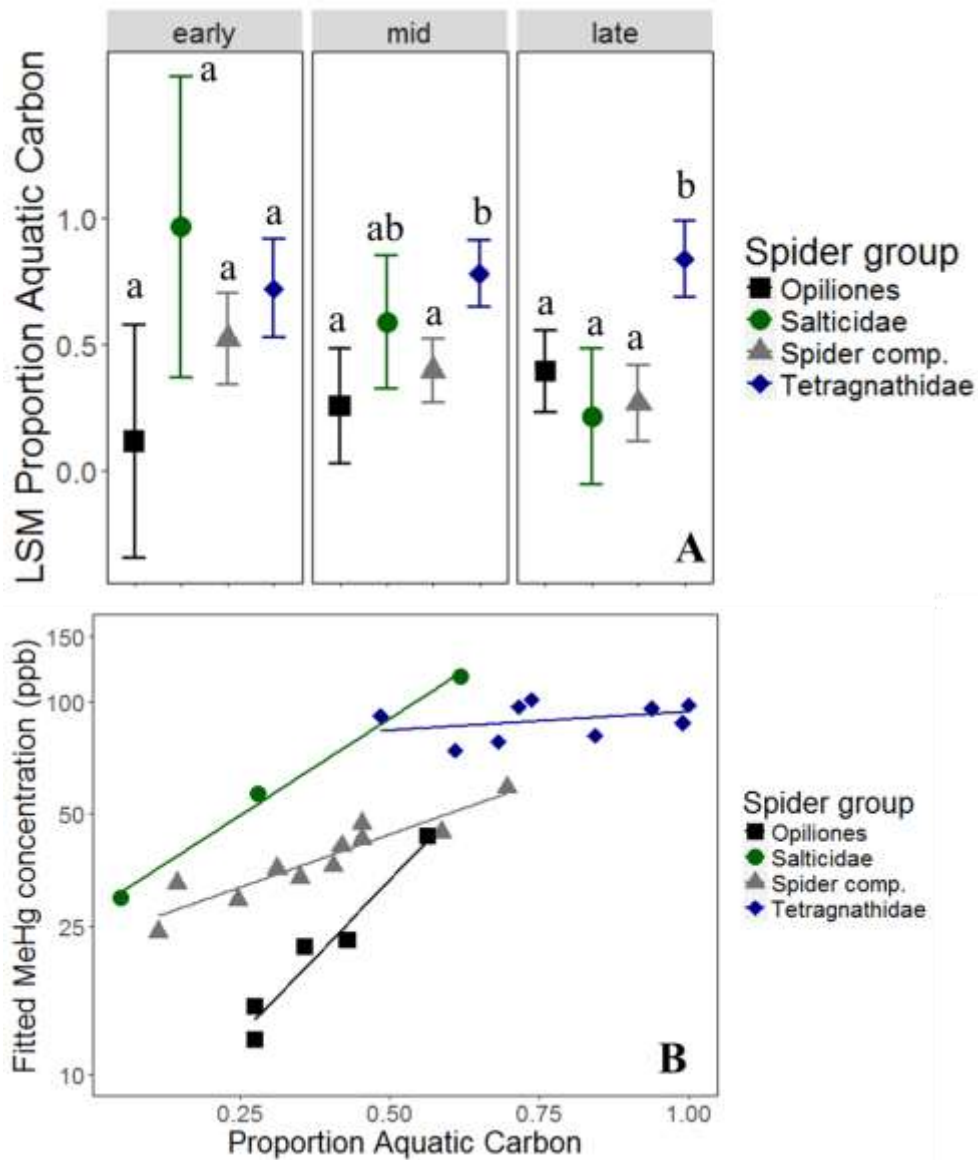 early mid late
LSM Proportion Aquatic Carbon
1.0
0.5
0.0
a a a a
a ab a b
a a a b
A
Spider group
Opiliones
Salticidae
Spider comp.
Tetragnathidae
Fitted MeHg concentration (ppb)
150
100
50
25
10
B
0.25 0.50 0.75 1.00
Proportion Aquatic Carbon
Spider group
Opiliones
Salticidae
Spider comp.
Tetragnathidae